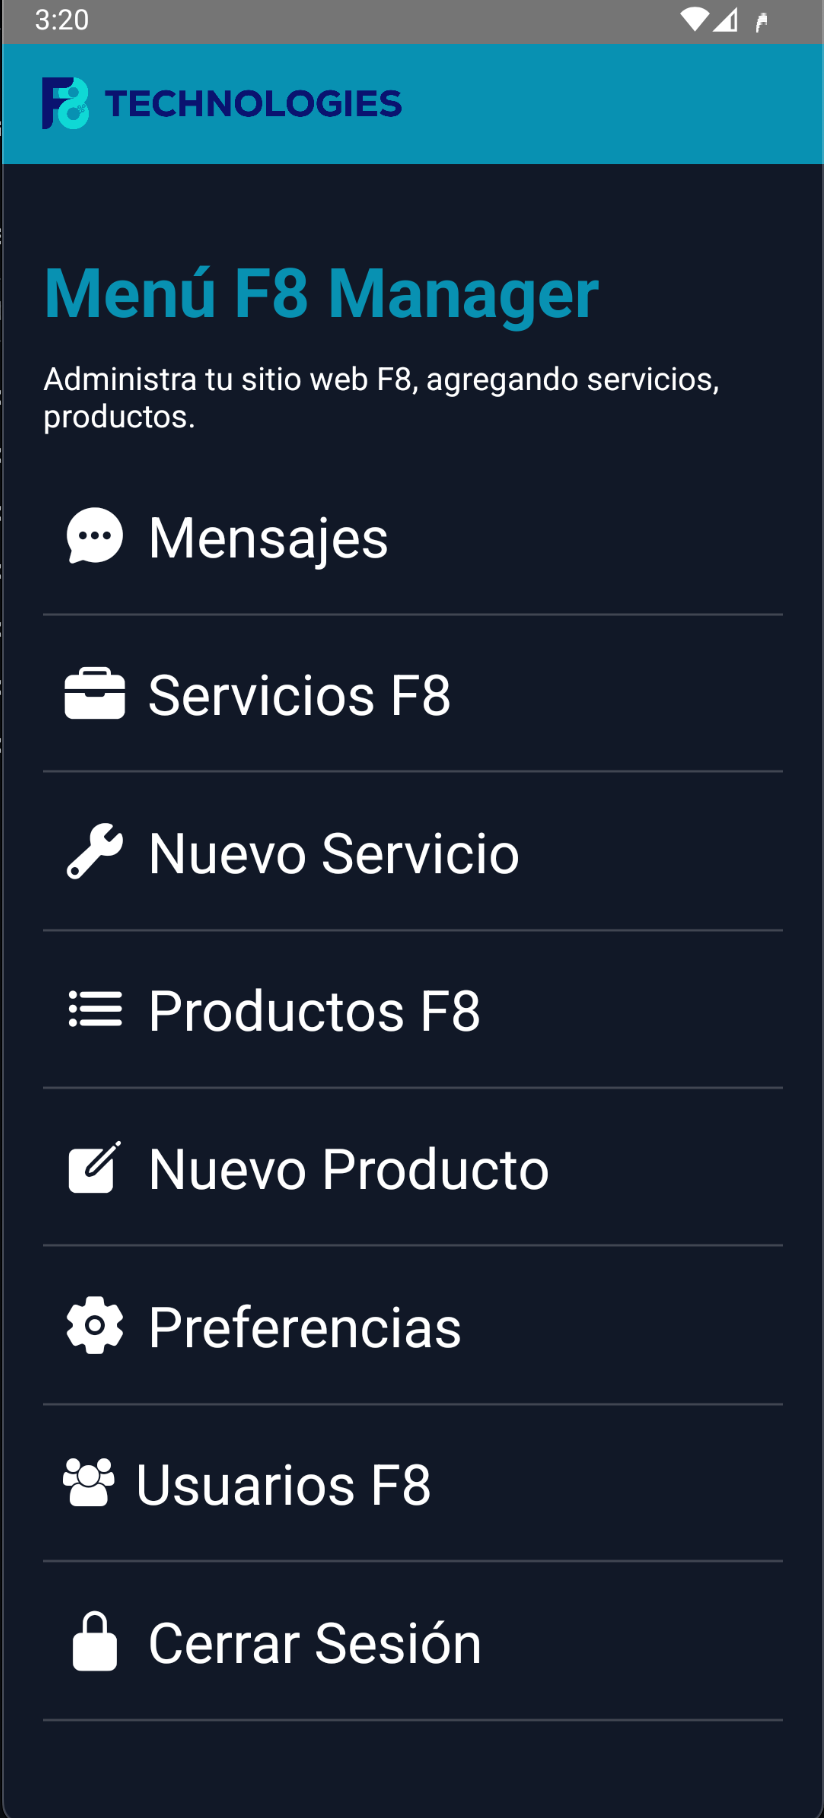 3:20
F8 TECHNOLOGIES
Menú F8 Manager
Administra tu sitio web F8, agregando servicios,
productos.
Mensajes
Servicios F8
Nuevo Servicio
Productos F8
Nuevo Producto
Preferencias
Usuarios F8
Cerrar Sesión